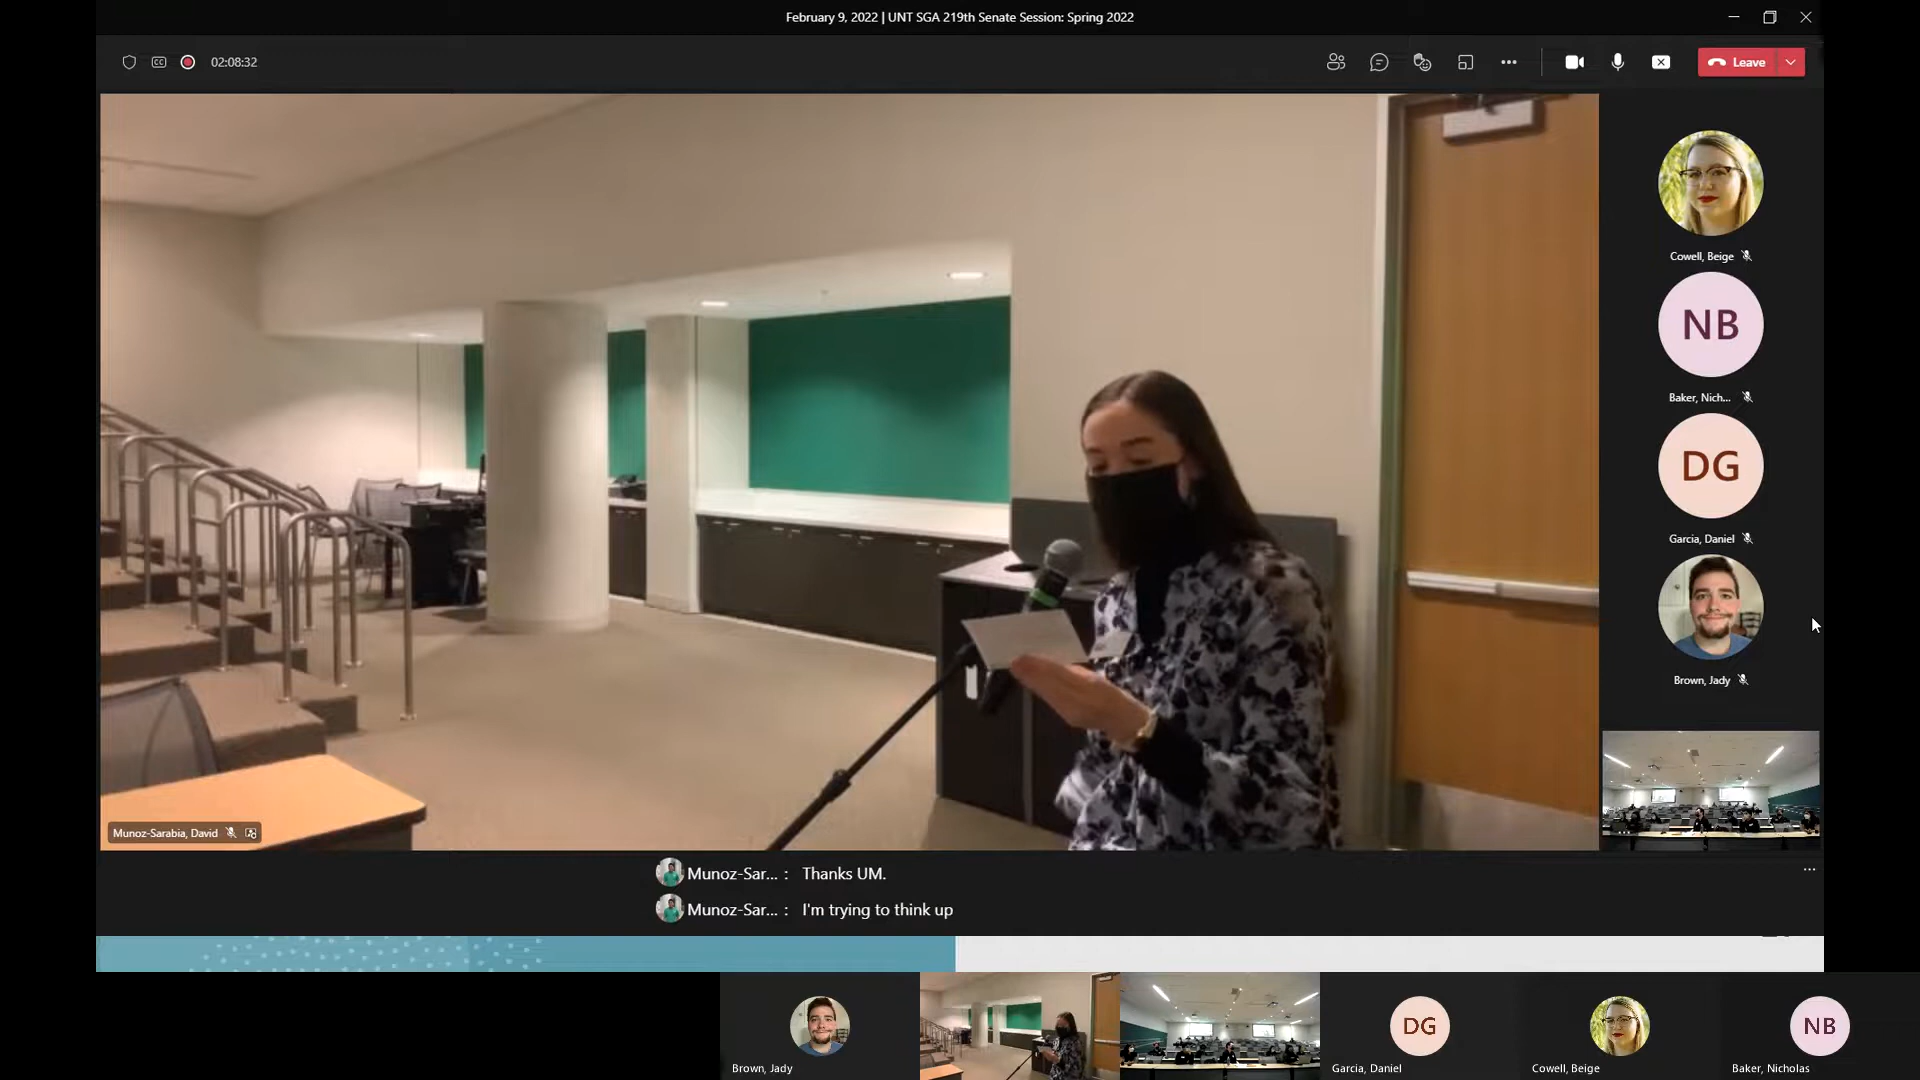 February 9, 2022 | UNT SGA 219th Senate Session: Spring 2022
CC
02:08:32
Leave
Cowell, Beige
NB
Baker, Nich...
DG
Garcia, Daniel
Brown, Jady
Munoz-Sarabia, David
Munoz-Sar... : Thanks UM.
Munoz-Sar... : I'm trying to think up
Brown, Jady
DG
Garcia, Daniel
Cowell, Beige
NB
Baker, Nicholas